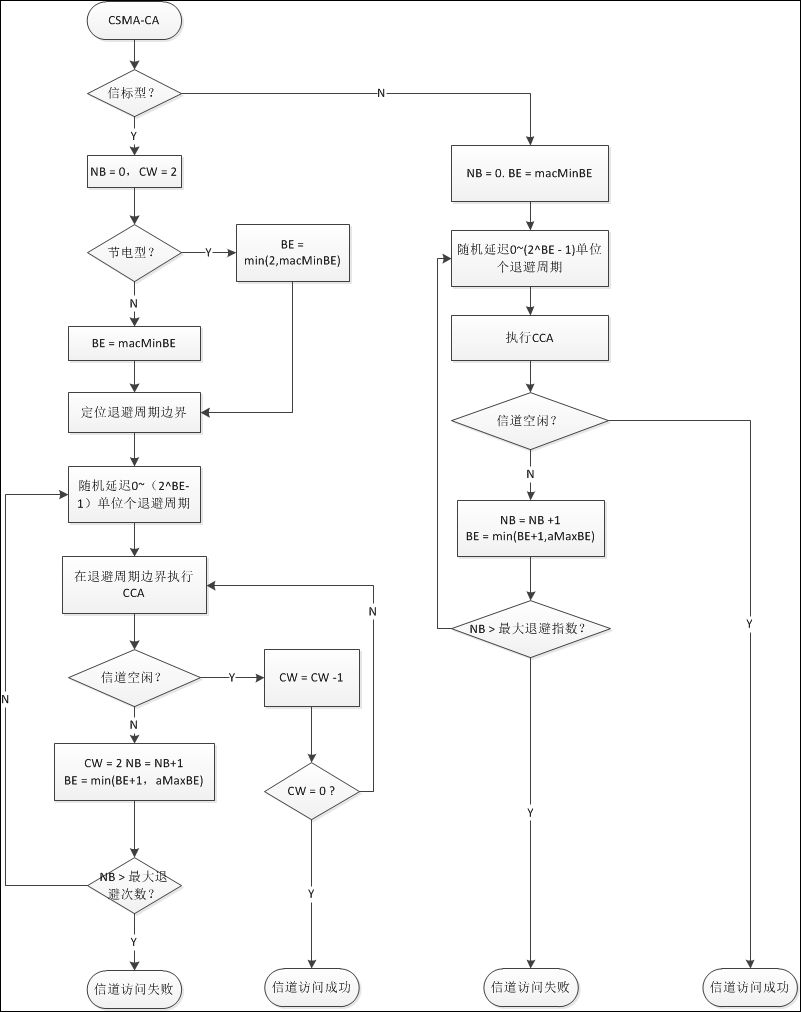 CSMA-CA
信标型？
N
Y
NB = 0，CW = 2
节电型？
Y
BE =
min(2,macMinBE)
N
BE = macMinBE
定位退避周期边界
随机延迟0~（2^BE-
1）单位个退避周期
在退避周期边界执行
CCA
N
信道空闲？
Y
CW = CW -1
N
N
CW = 2 NB = NB+1
BE = min(BE+1，aMaxBE)
CW = 0 ?
NB > 最大退
避次数？
Y
Y
信道访问失败
信道访问成功
NB = 0. BE = macMinBE
随机延迟0~(2^BE - 1)单位
个退避周期
执行CCA
信道空闲？
N
NB = NB +1
BE = min(BE+1,aMaxBE)
NB > 最大退避指数？
Y
Y
信道访问失败
信道访问成功